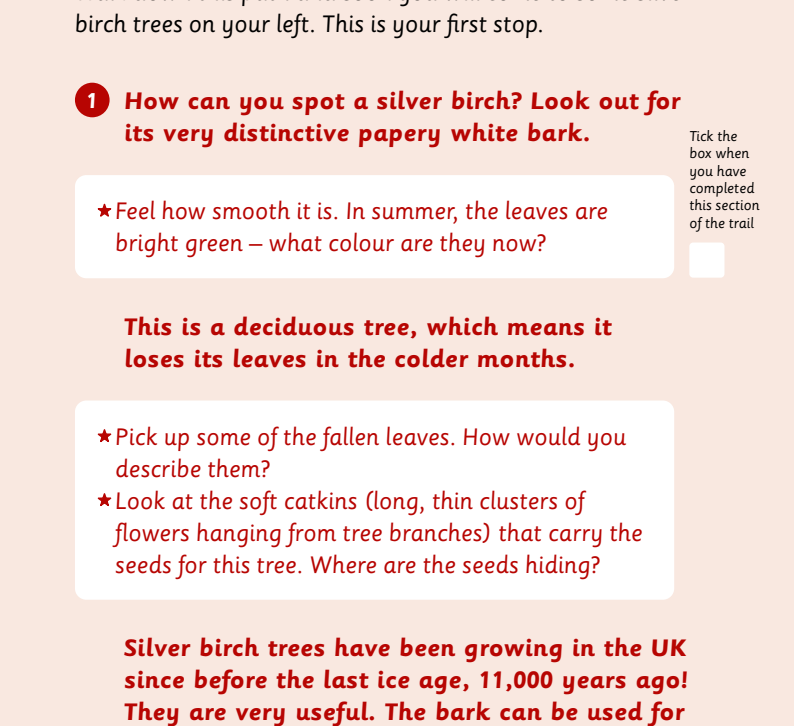 birch trees on your left. This is your first stop.
1 How can you spot a silver birch? Look out for
its very distinctive papery white bark.
Tick the
box when
you have
completed
this section
of the trail
Feel how smooth it is. In summer, the leaves are
bright green – what colour are they now?
This is a deciduous tree, which means it
loses its leaves in the colder months.
Pick up some of the fallen leaves. How would you
describe them?
Look at the soft catkins (long, thin clusters of
flowers hanging from tree branches) that carry the
seeds for this tree. Where are the seeds hiding?
Silver birch trees have been growing in the UK
since before the last ice age, 11,000 years ago!
They are very useful. The bark can be used for